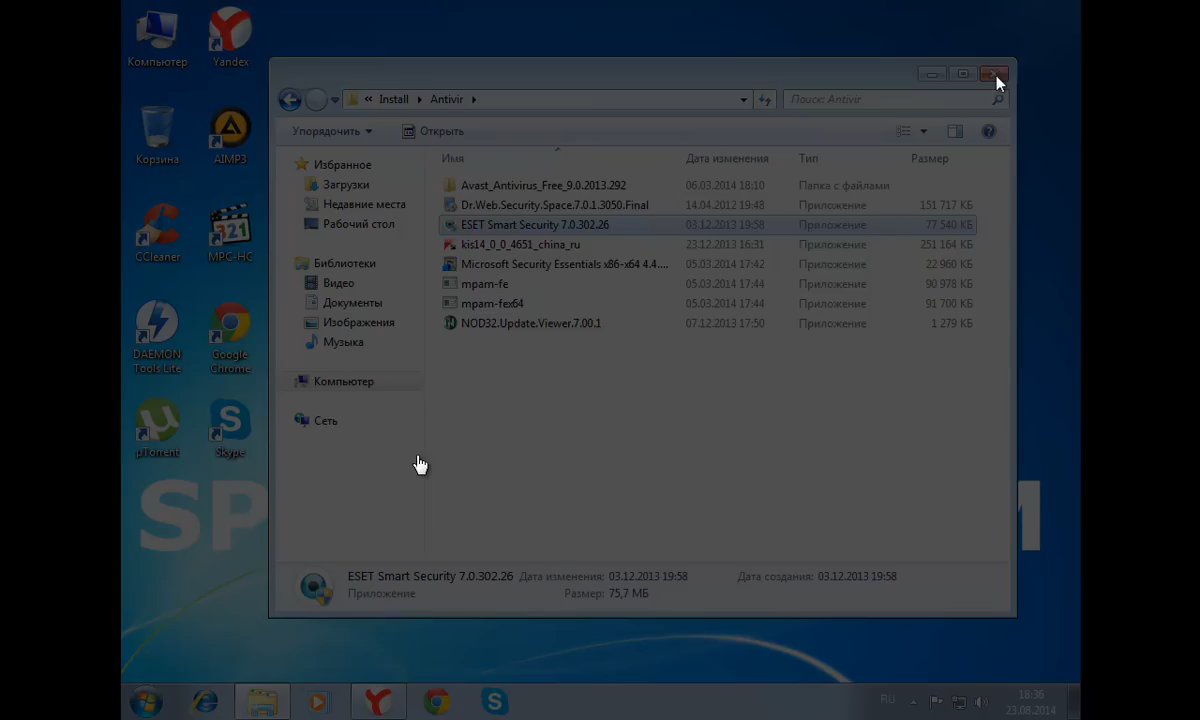 Компьютер
Yandex
Корзина
AIMP3
CCleaner
321
MPC-HC
DAEMON
Tools Lite
Google
Chrome
µTorrent
Skype
SP
M
« Install ▸ Antivir ▸
Поиск: Antivir
Упорядочить
Открыть
Имя Дата изменения Тип Размер
Избранное
Загрузки
Недавние места
Рабочий стол
Библиотеки
Видео
Документы
Изображения
Музыка
Компьютер
Сеть
Avast_Antivirus_Free_9.0.2013.292 06.03.2014 18:10 Папка с файлами
Dr.Web.Security.Space.7.0.1.3050.Final 14.04.2012 19:48 Приложение 151 717 КБ
ESET Smart Security 7.0.302.26 03.12.2013 19:58 Приложение 77 540 КБ
kis14_0_0_4651_china_ru 23.12.2013 16:31 Приложение 251 164 КБ
Microsoft Security Essentials x86-x64 4.4.... 05.03.2014 17:42 Приложение 22 960 КБ
mpam-fe 05.03.2014 17:44 Приложение 90 978 КБ
mpam-fex64 05.03.2014 17:44 Приложение 91 700 КБ
NOD32.Update.Viewer.7.00.1 07.12.2013 17:50 Приложение 1 279 КБ
ESET Smart Security 7.0.302.26 Дата изменения: 03.12.2013 19:58 Дата создания: 03.12.2013 19:58
Приложение Размер: 75,7 МБ
RU
18:36
23.08.2014